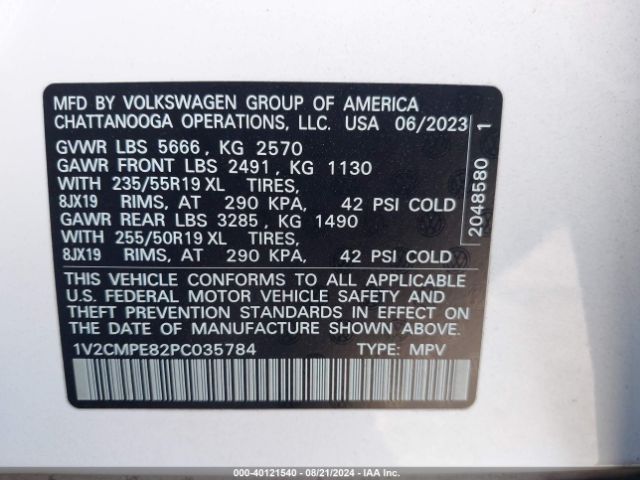 MFD BY VOLKSWAGEN GROUP OF AMERICA
CHATTANOOGA OPERATIONS, LLC. USA 06/2023
GVWR LBS 5666, KG 2570
GAWR FRONT LBS 2491, KG 1130
WITH 235/55R19 XL TIRES,
8JX19 RIMS, AT 290 KPA, 42 PSI COLD
GAWR REAR LBS 3285, KG 1490
WITH 255/50R19 XL TIRES,
8JX19 RIMS, AT 290 KPA, 42 PSI COLD
THIS VEHICLE CONFORMS TO ALL APPLICABLE
U.S. FEDERAL MOTOR VEHICLE SAFETY AND
THEFT PREVENTION STANDARDS IN EFFECT ON
THE DATE OF MANUFACTURE SHOWN ABOVE.
1V2CMPE82PC035784 TYPE: MPV
2048580 1
000-40121540 - 08/21/2024 - IAA Inc.